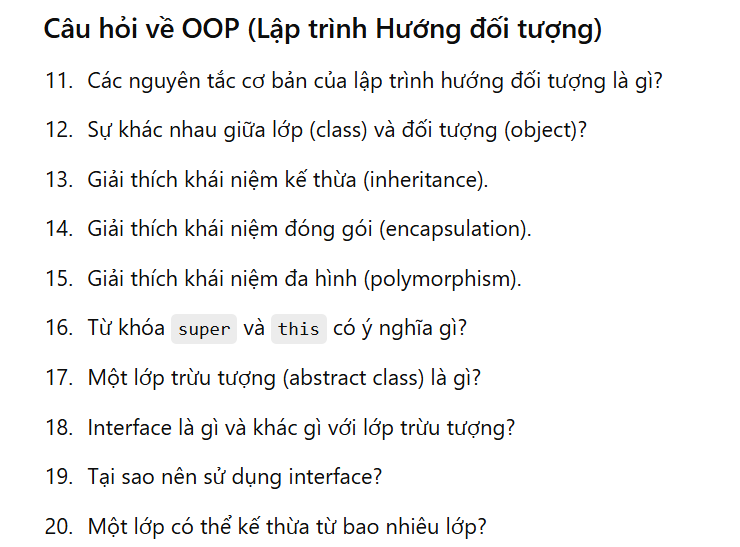 Câu hỏi về OOP (Lập trình Hướng đối tượng)
11. Các nguyên tắc cơ bản của lập trình hướng đối tượng là gì?
12. Sự khác nhau giữa lớp (class) và đối tượng (object)?
13. Giải thích khái niệm kế thừa (inheritance).
14. Giải thích khái niệm đóng gói (encapsulation).
15. Giải thích khái niệm đa hình (polymorphism).
16. Từ khóa super và this có ý nghĩa gì?
17. Một lớp trừu tượng (abstract class) là gì?
18. Interface là gì và khác gì với lớp trừu tượng?
19. Tại sao nên sử dụng interface?
20. Một lớp có thể kế thừa từ bao nhiêu lớp?